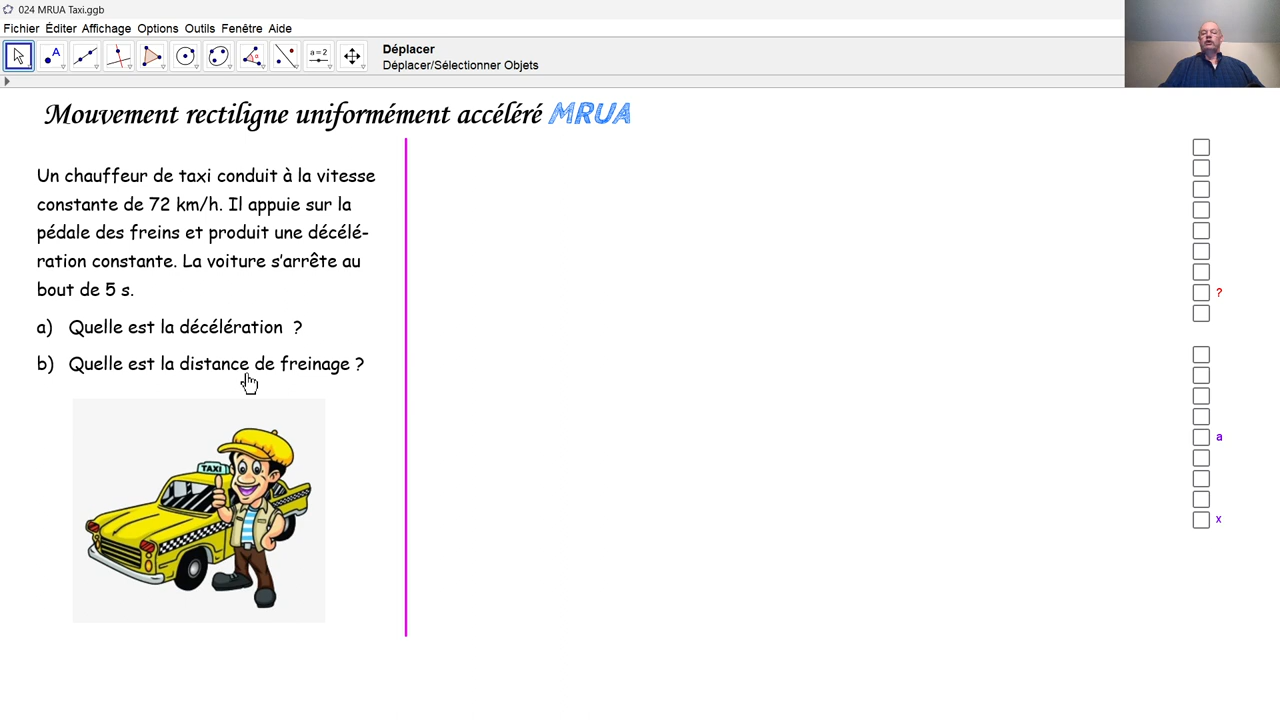 024 MRUA Taxi.ggb
Fichier Éditer Affichage Options Outils Fenêtre Aide
A
a=2
Déplacer
Déplacer/Sélectionner Objets
Mouvement rectiligne uniformément accéléré MRUA
Un chauffeur de taxi conduit à la vitesse
constante de 72 km/h. Il appuie sur la
pédale des freins et produit une décélé-
ration constante. La voiture s'arrête au
bout de 5 s.
a) Quelle est la décélération ?
b) Quelle est la distance de freinage ?
TAXI
?
a
x